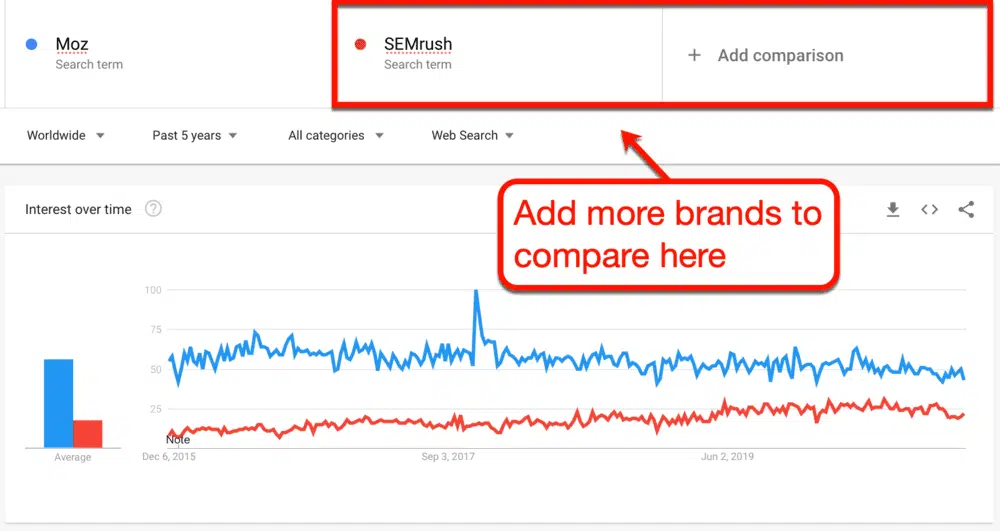 Moz
Search term
SEMrush
Search term
+ Add comparison
Worldwide
Past 5 years
All categories
Web Search
Add more brands to
compare here
Interest over time
?
<>
100
75
50
25
Note
Average
Dec 6, 2015
Sep 3, 2017
Jun 2, 2019